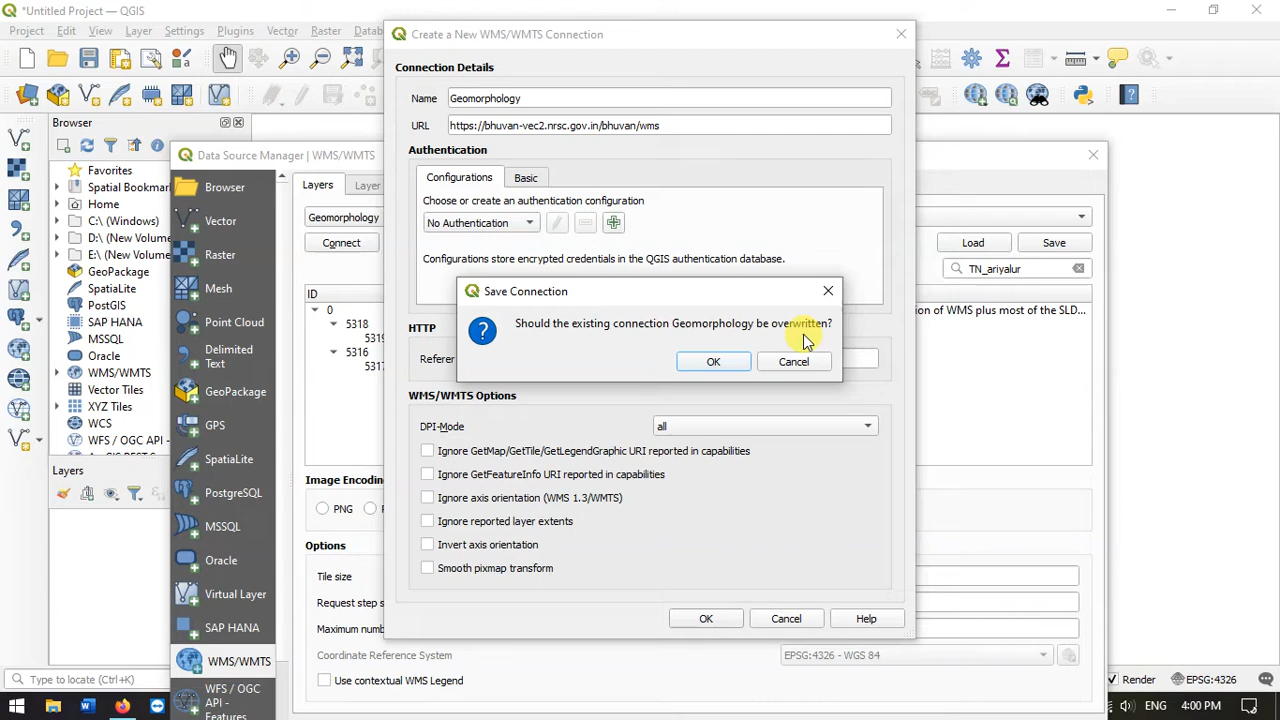 *Untitled Project — QGIS
Project Edit View Layer Settings Plugins Vector Raster Datab
Create a New WMS/WMTS Connection
Connection Details
Name Geomorphology
URL https://bhuvan-vec2.nrsc.gov.in/bhuvan/wms
Authentication
Configurations Basic
Choose or create an authentication configuration
No Authentication
Configurations store encrypted credentials in the QGIS authentication database.
HTTP
Referer
WMS/WMTS Options
DPI-Mode all
Ignore GetMap/GetTile/GetLegendGraphic URI reported in capabilities
Ignore GetFeatureInfo URI reported in capabilities
Ignore axis orientation (WMS 1.3/WMTS)
Ignore reported layer extents
Invert axis orientation
Smooth pixmap transform
OK Cancel Help
Save Connection
Should the existing connection Geomorphology be overwritten?
OK Cancel
Browser
Favorites
Spatial Bookmar
Home
C:\ (Windows)
D:\ (New Volume
E:\ (New Volume
GeoPackage
SpatiaLite
PostGIS
SAP HANA
MSSQL
Oracle
WMS/WMTS
Vector Tiles
XYZ Tiles
WCS
WFS / OGC API -
Layers
Data Source Manager | WMS/WMTS
Browser
Vector
Raster
Mesh
Point Cloud
Delimited
Text
GeoPackage
GPS
SpatiaLite
PostgreSQL
MSSQL
Oracle
Virtual Layer
SAP HANA
WMS/WMTS
WFS /
OGC
API -
Features
Layers Layer
Geomorphology
Connect
Load Save
TN_ariyalur
ID
0
5318
5319
5316
5317
on of WMS plus most of the SLD...
Image Encodin
PNG
Options
Tile size
Request step s
Maximum numb
Coordinate Reference System EPSG:4326 - WGS 84
Use contextual WMS Legend
Type to locate (Ctrl+K)
Render EPSG:4326
ENG 4:00 PM